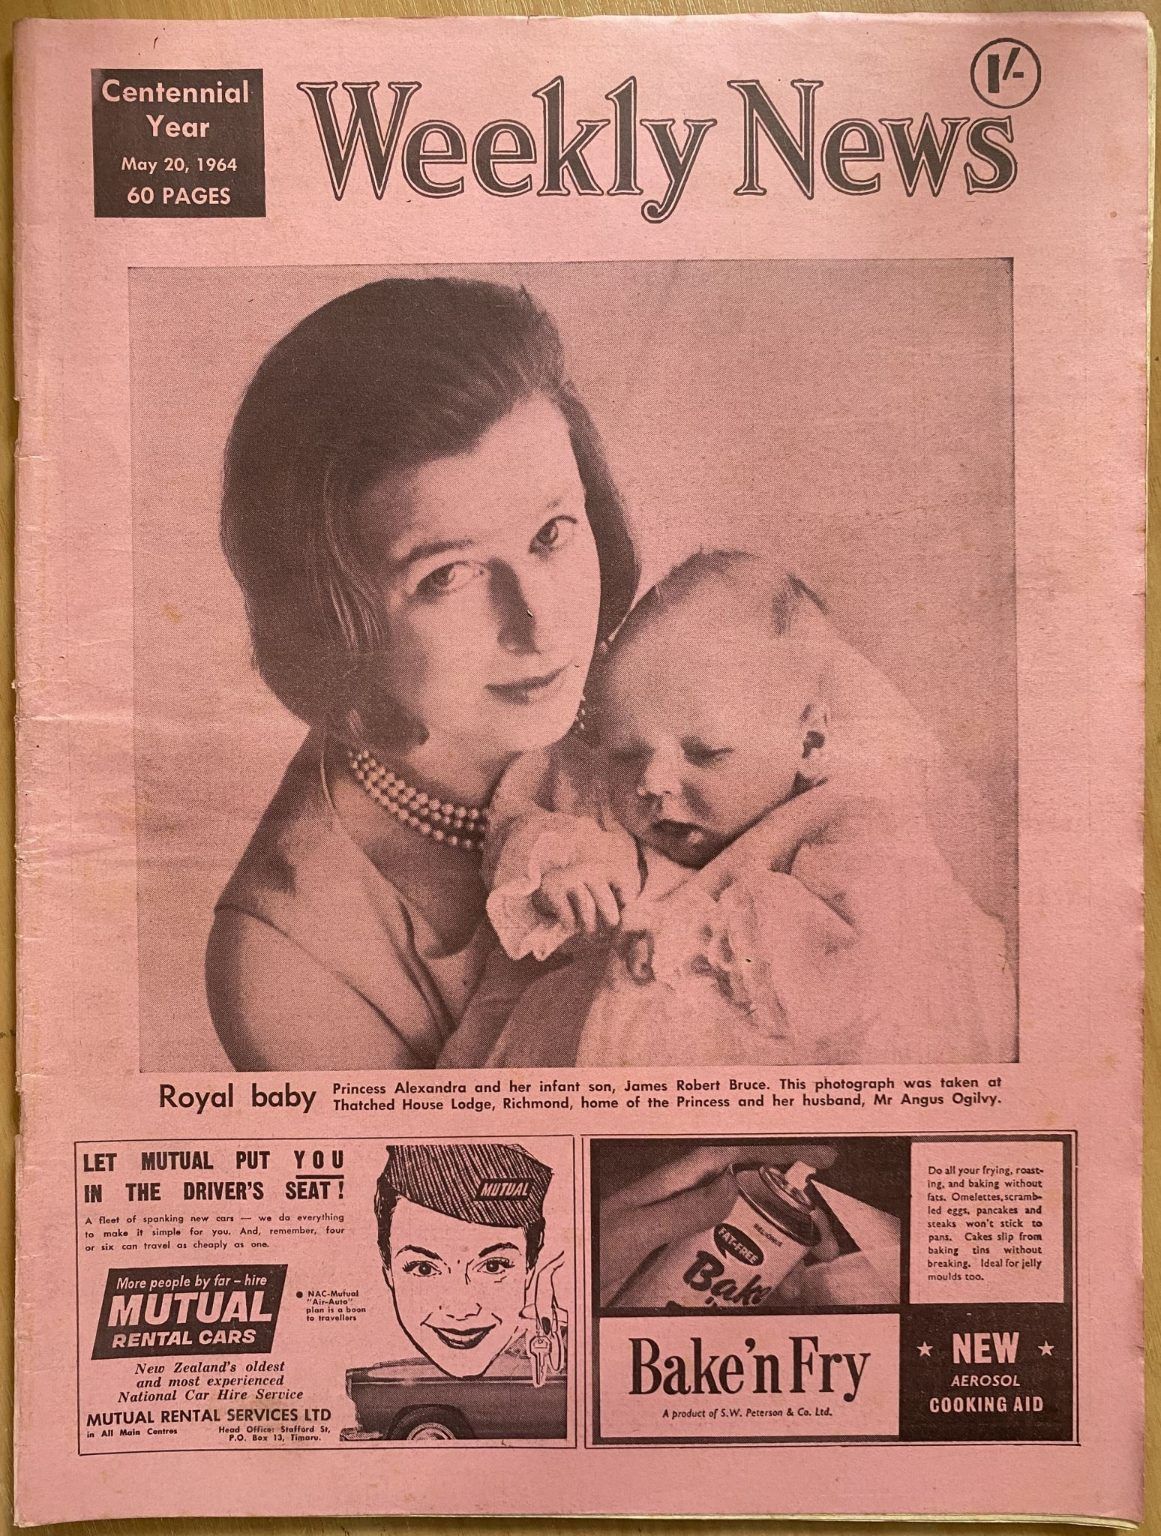 Centennial
Year
May 20, 1964
60 PAGES
Weekly News
1/-
Royal baby
Princess Alexandra and her infant son, James Robert Bruce. This photograph was taken at
Thatched House Lodge, Richmond, home of the Princess and her husband, Mr Angus Ogilvy.
LET MUTUAL PUT YOU
IN THE DRIVER'S SEAT!
A fleet of spanking new cars — we do everything
to make it simple for you. And, remember, four
or six can travel as cheaply as one.
MUTUAL
More people by far – hire
MUTUAL
RENTAL CARS
● NAC-Mutual
"Air-Auto"
plan is a boon
to travellers
New Zealand's oldest
and most experienced
National Car Hire Service
MUTUAL RENTAL SERVICES LTD
in All Main Centres
Head Office: Stafford St,
P.O. Box 13, Timaru.
FAT-FREE
Bake
Do all your frying, roast-
ing, and baking without
fats. Omelettes, scramb-
led eggs, pancakes and
steaks won't stick to
pans. Cakes slip from
baking tins without
breaking. Ideal for jelly
moulds too.
Bake'n Fry
A product of S.W. Peterson & Co. Ltd.
★ NEW ★
AEROSOL
COOKING AID